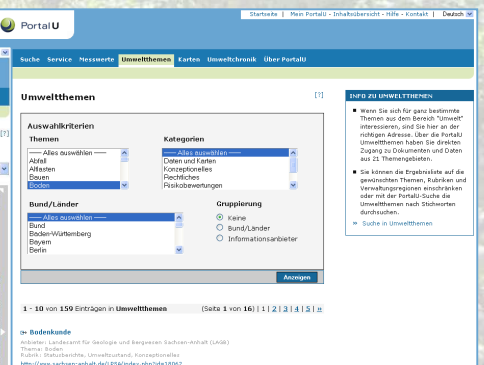 Startseite | Mein PortalU - Inhaltsübersicht - Hilfe - Kontakt | Deutsch
PortalU
Suche Service Messwerte Umweltthemen Karten Umweltchronik Über PortalU
Umweltthemen [?]
Auswahlkriterien
Themen Kategorien
---- Alles auswählen ---- ---- Alles auswählen ----
Abfall Daten und Karten
Altlasten Konzeptionelles
Bauen Rechtliches
Boden Risikobewertungen
Bund/Länder Gruppierung
---- Alles auswählen ---- Keine
Bund Bund/Länder
Baden-Württemberg Informationsanbieter
Bayern
Berlin
Anzeigen
1 - 10 von 159 Einträgen in Umweltthemen (Seite 1 von 16) | 1 | 2 | 3 | 4 | 5 | »
Bodenkunde
Anbieter: Landesamt für Geologie und Bergwesen Sachsen-Anhalt (LAGB)
Thema: Boden
Rubrik: Statusberichte, Umweltzustand, Konzeptionelles
INFO ZU UMWELTTHEMEN
Wenn Sie sich für ganz bestimmte
Themen aus dem Bereich "Umwelt"
interessieren, sind Sie hier an der
richtigen Adresse. Über die PortalU
Umweltthemen haben Sie direkten
Zugang zu Dokumenten und Daten
aus 21 Themengebieten.
Sie können die Ergebnisliste auf die
gewünschten Themen, Rubriken und
Verwaltungsregionen einschränken
oder mit der PortalU-Suche die
Umweltthemen nach Stichworten
durchsuchen.
» Suche in Umweltthemen
[?]